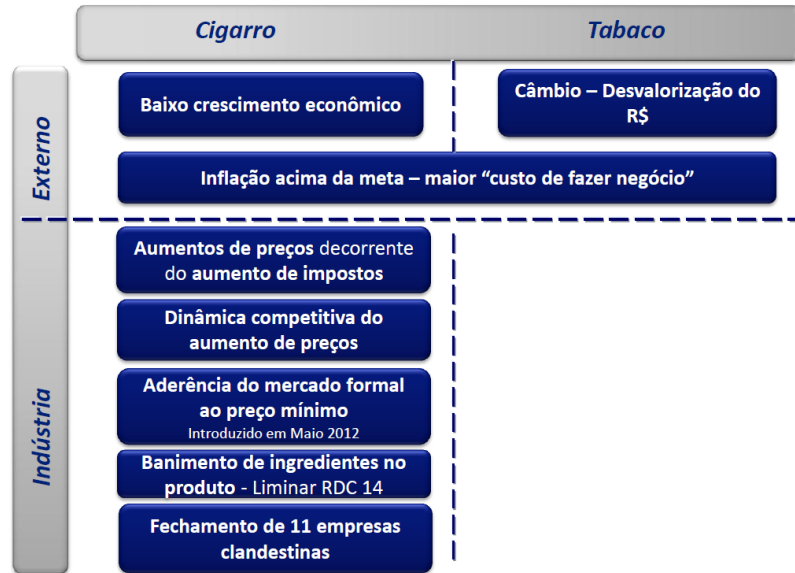 Cigarro
Tabaco
Externo
Baixo crescimento econômico
Câmbio – Desvalorização do
R$
Inflação acima da meta – maior “custo de fazer negócio”
Indústria
Aumentos de preços decorrente
do aumento de impostos
Dinâmica competitiva do
aumento de preços
Aderência do mercado formal
ao preço mínimo
Introduzido em Maio 2012
Banimento de ingredientes no
produto - Liminar RDC 14
Fechamento de 11 empresas
clandestinas